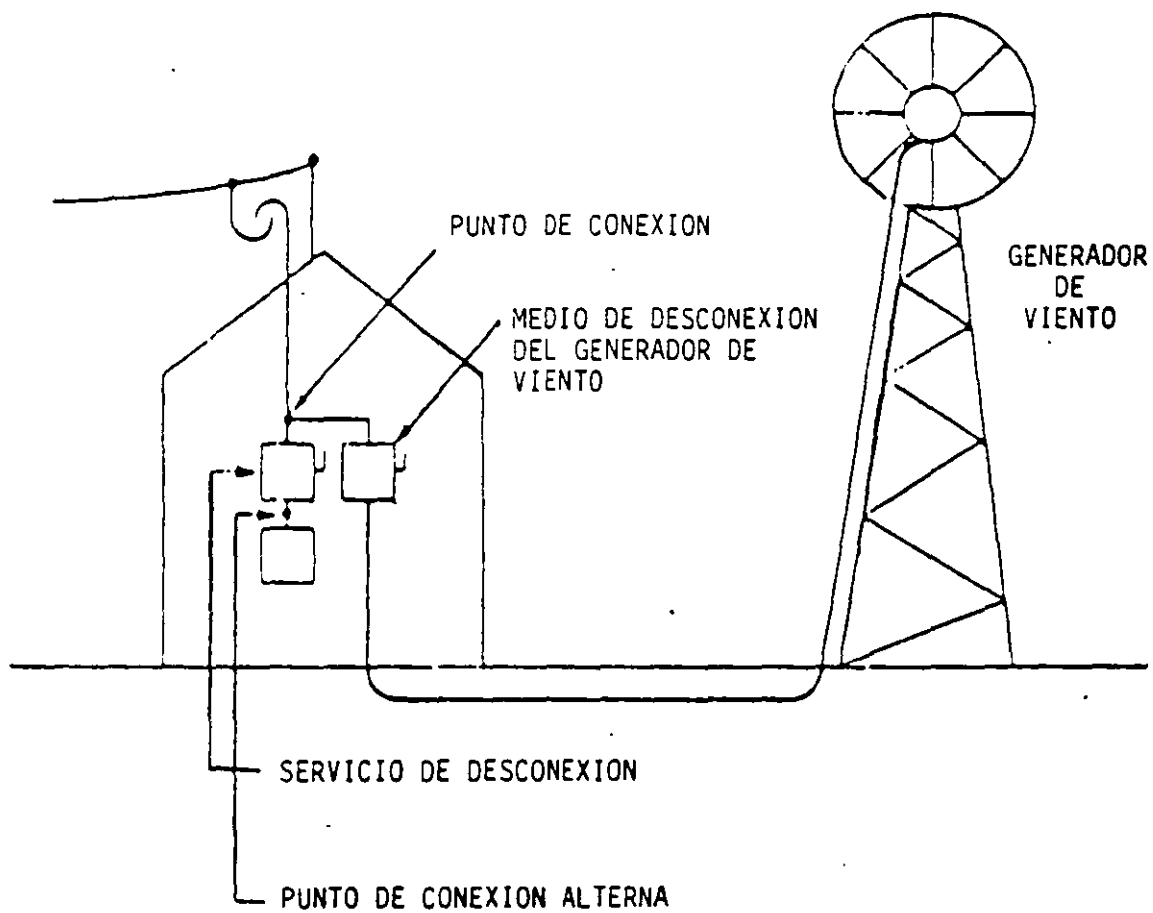 PUNTO DE CONEXION
MEDIO DE DESCONEXION
DEL GENERADOR DE
VIENTO
GENERADOR
DE
VIENTO
SERVICIO DE DESCONEXION
PUNTO DE CONEXION ALTERNA